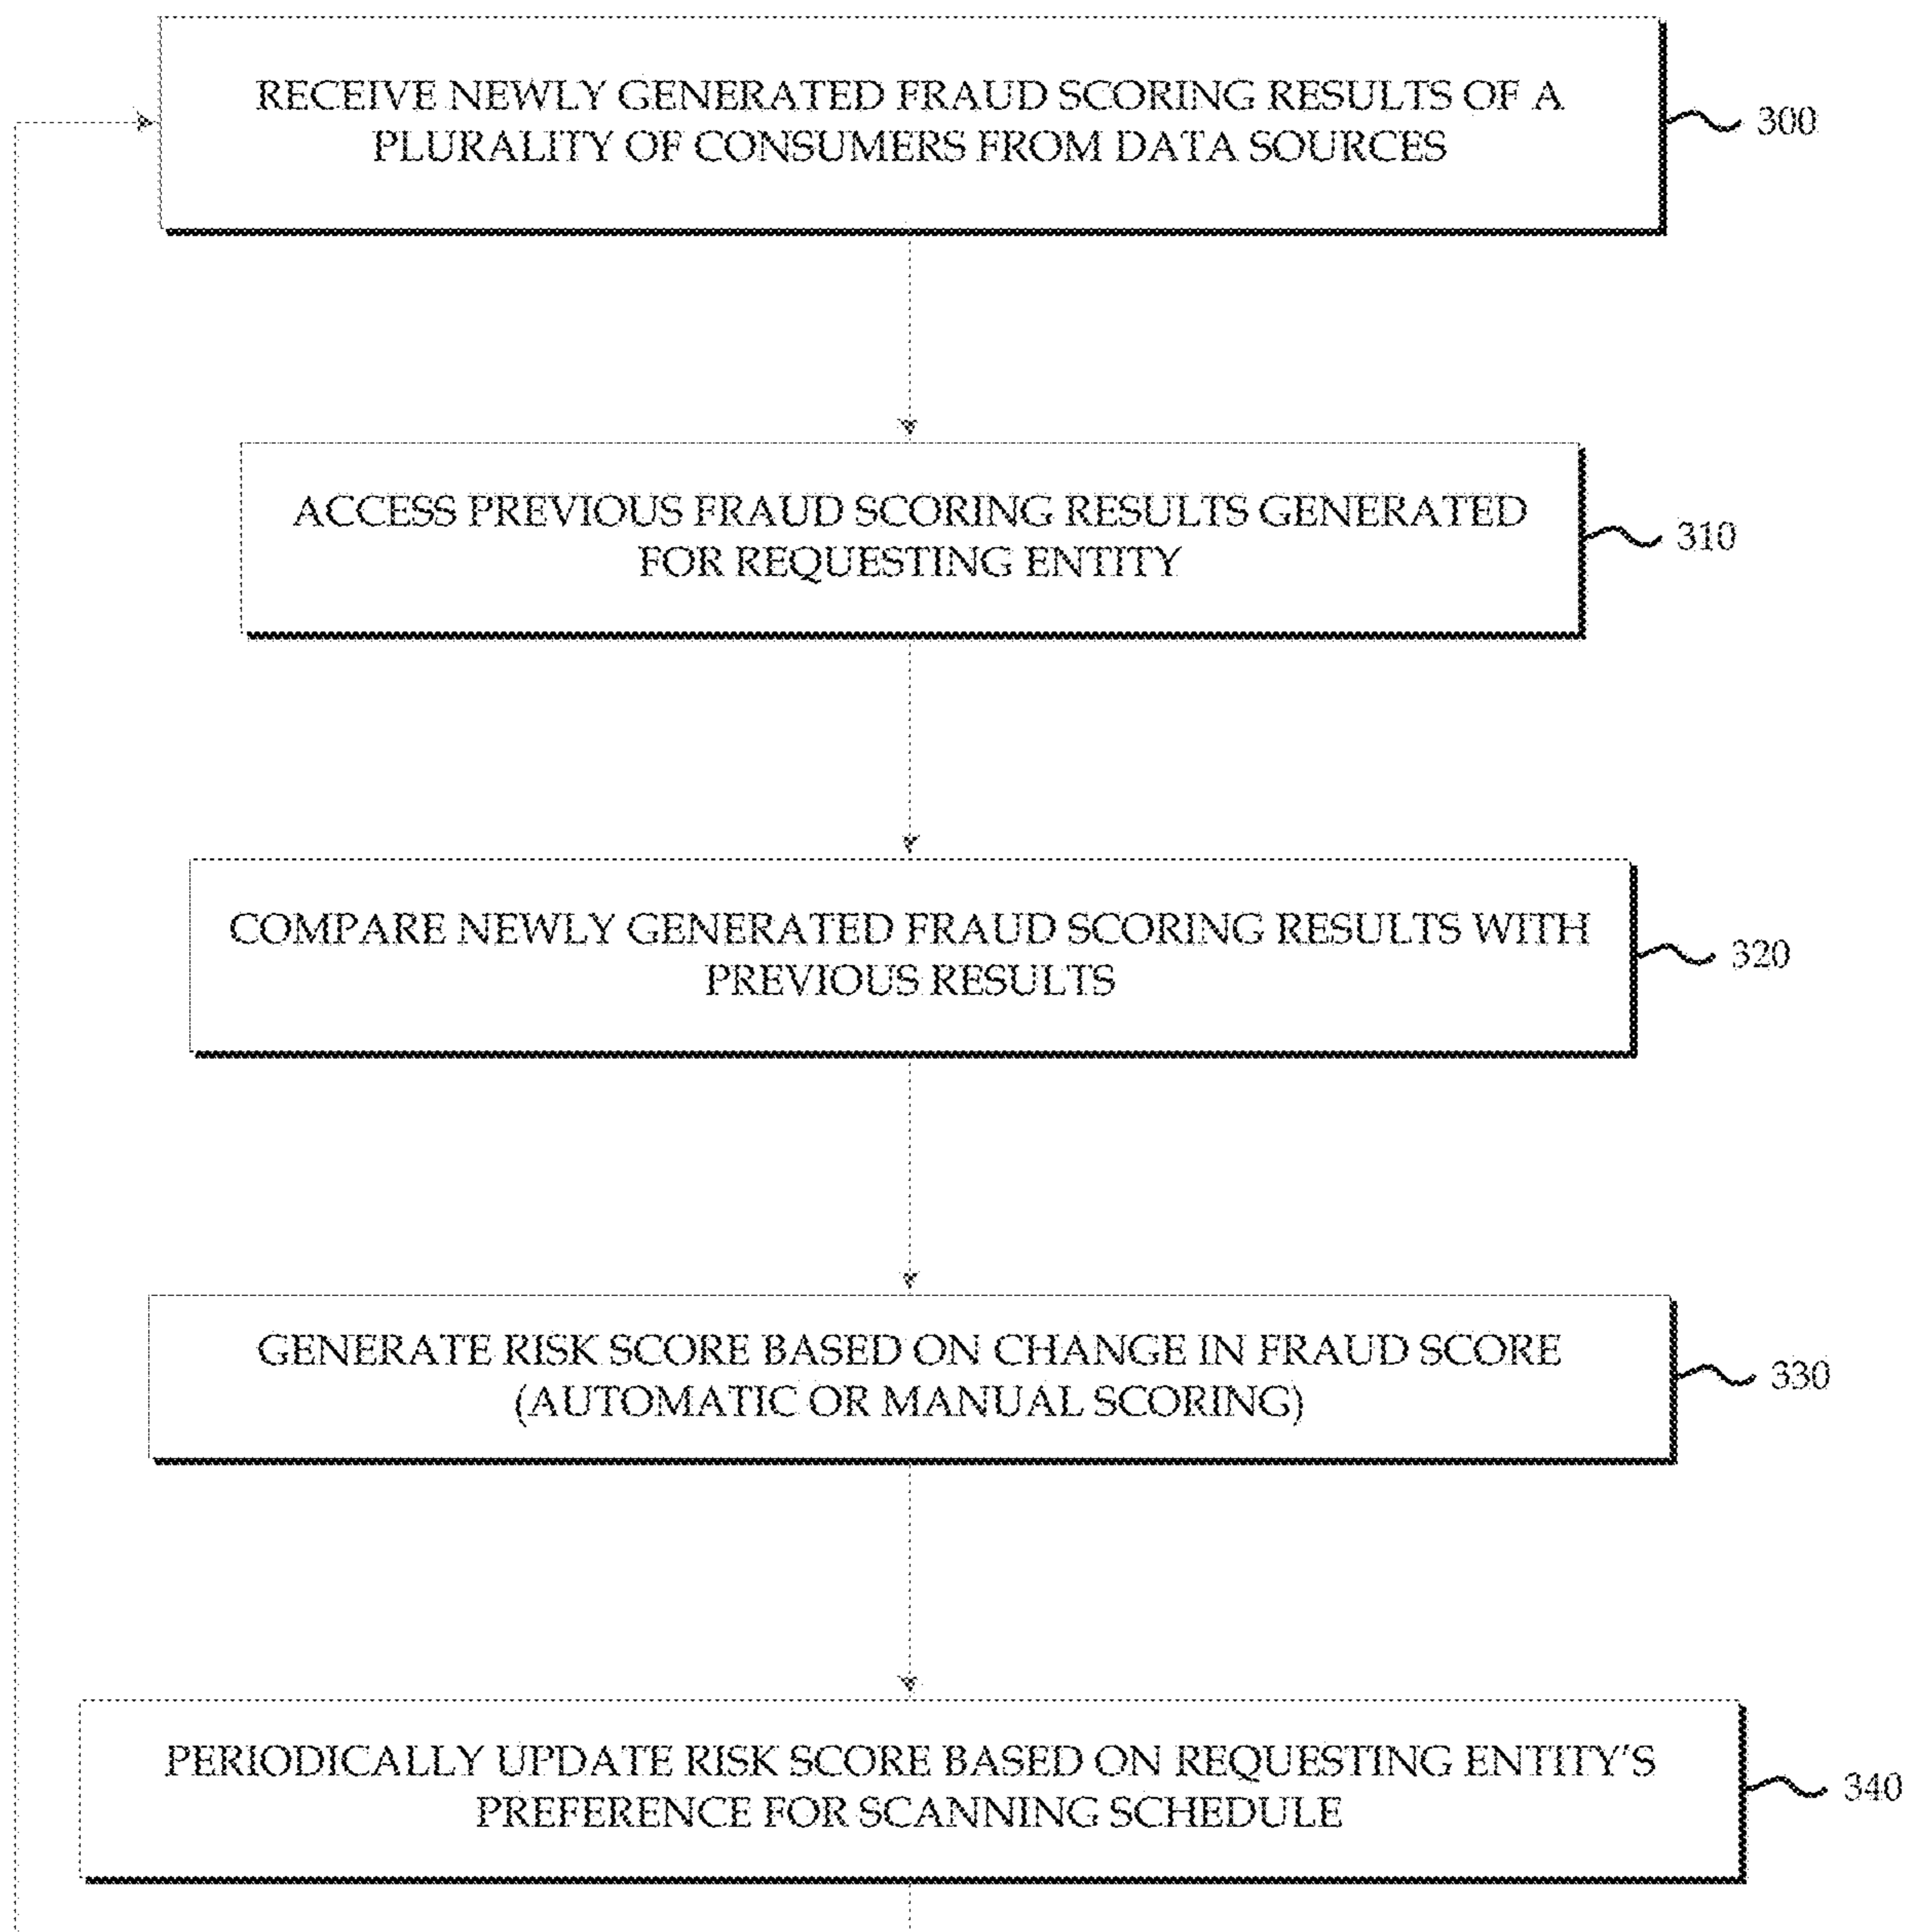 RECEIVE NEWLY GENERATED FRAUD SCORING RESULTS OF A
PLURALITY OF CONSUMERS FROM DATA SOURCES
300
ACCESS PREVIOUS FRAUD SCORING RESULTS GENERATED
FOR REQUESTING ENTITY
310
COMPARE NEWLY GENERATED FRAUD SCORING RESULTS WITH
PREVIOUS RESULTS
320
GENERATE RISK SCORE BASED ON CHANGE IN FRAUD SCORE
(AUTOMATIC OR MANUAL SCORING)
330
PERIODICALLY UPDATE RISK SCORE BASED ON REQUESTING ENTITY'S
PREFERENCE FOR SCANNING SCHEDULE
340